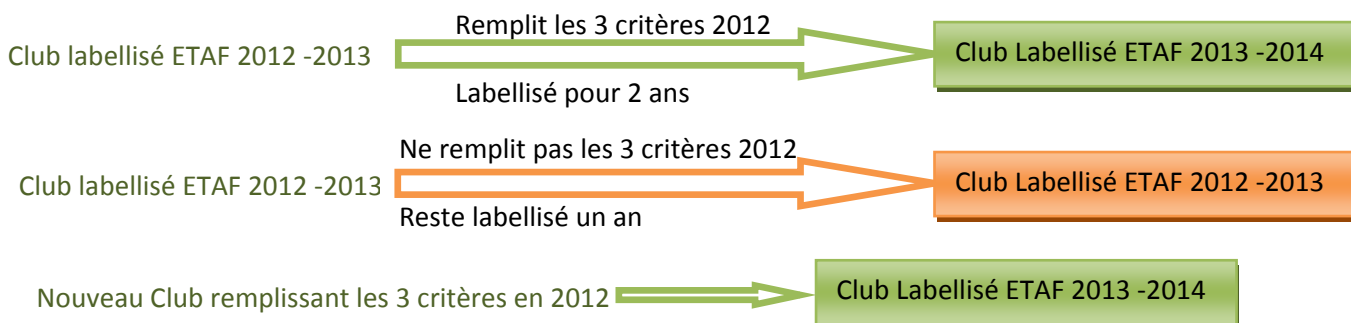 Remplit les 3 critères 2012
Club labellisé ETAF 2012 -2013
Club Labellisé ETAF 2013 -2014
Labellisé pour 2 ans
Ne remplit pas les 3 critères 2012
Club labellisé ETAF 2012 -2013
Club Labellisé ETAF 2012 -2013
Reste labellisé un an
Nouveau Club remplissant les 3 critères en 2012
Club Labellisé ETAF 2013 -2014